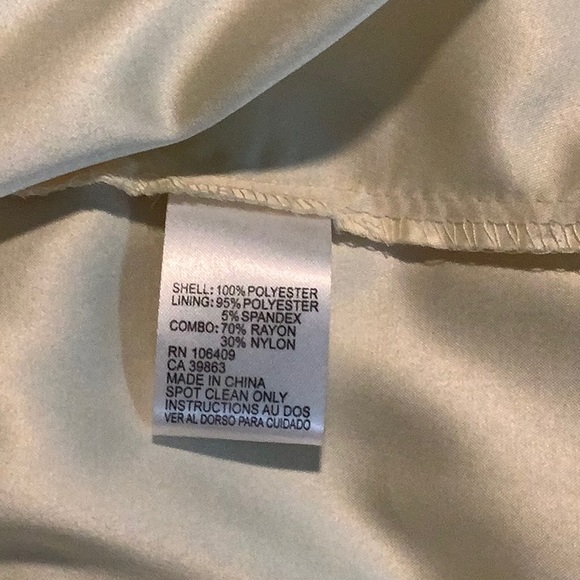 SHELL: 100% POLYESTER
LINING: 95% POLYESTER
5% SPANDEX
COMBO: 70% RAYON
30% NYLON
RN 106409
CA 39863
MADE IN CHINA
SPOT CLEAN ONLY
INSTRUCTIONS AU DOS
VER AL DORSO PARA CUIDADO